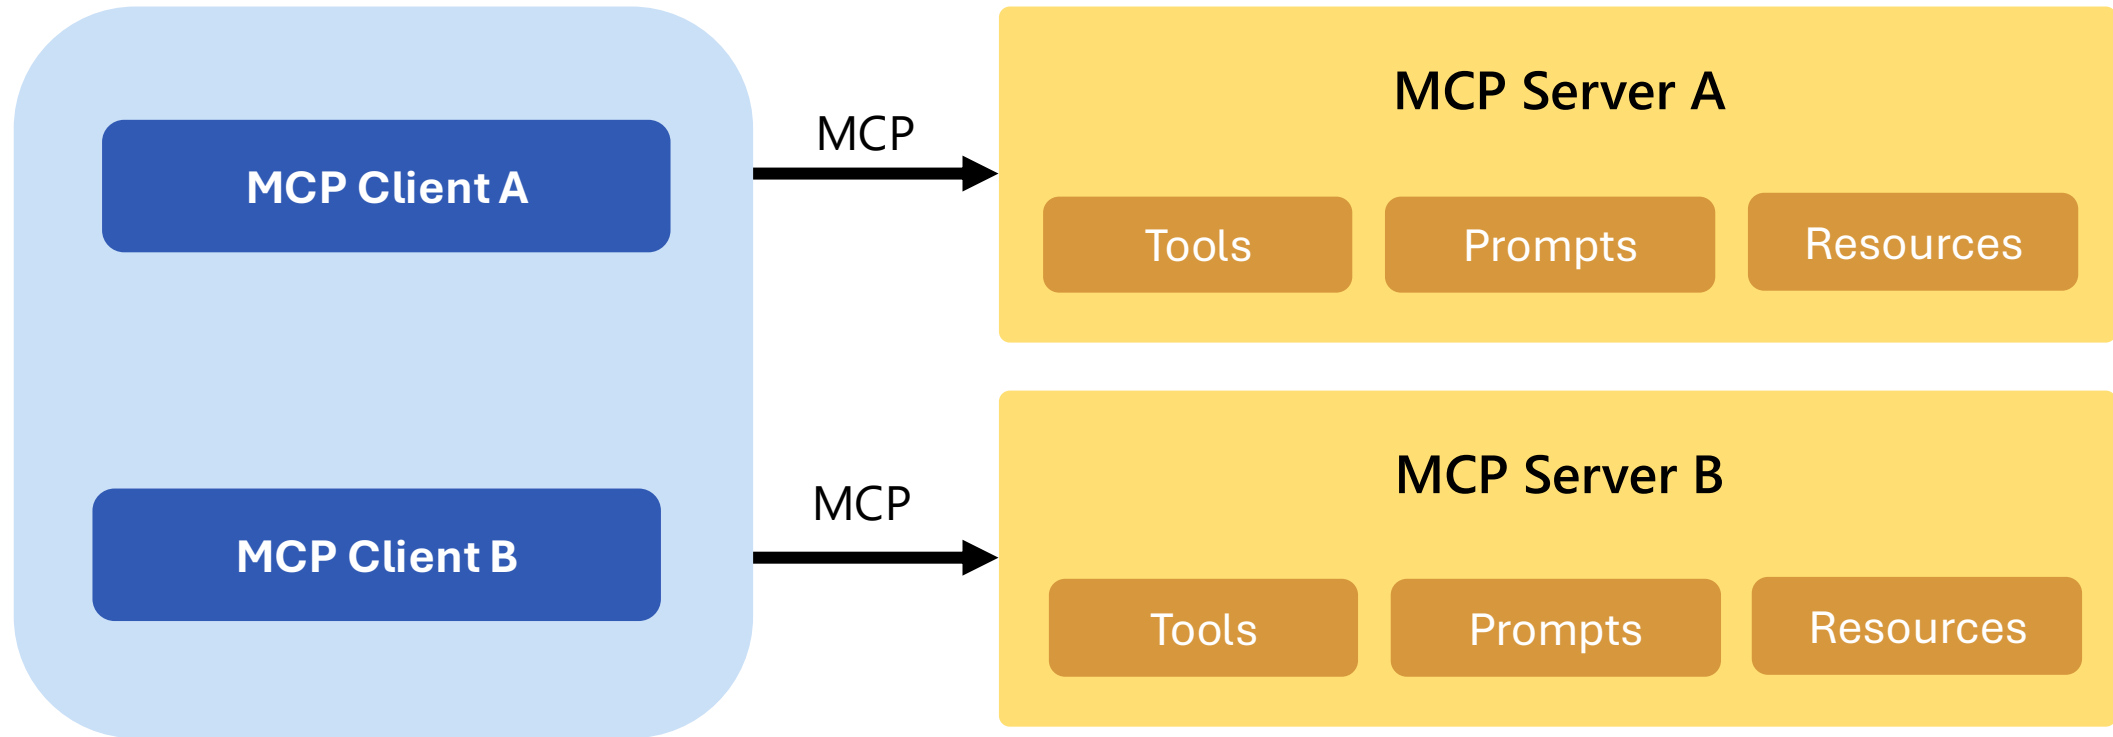 MCP Client A
MCP
MCP Server A
Tools
Prompts
Resources
MCP Client B
MCP
MCP Server B
Tools
Prompts
Resources